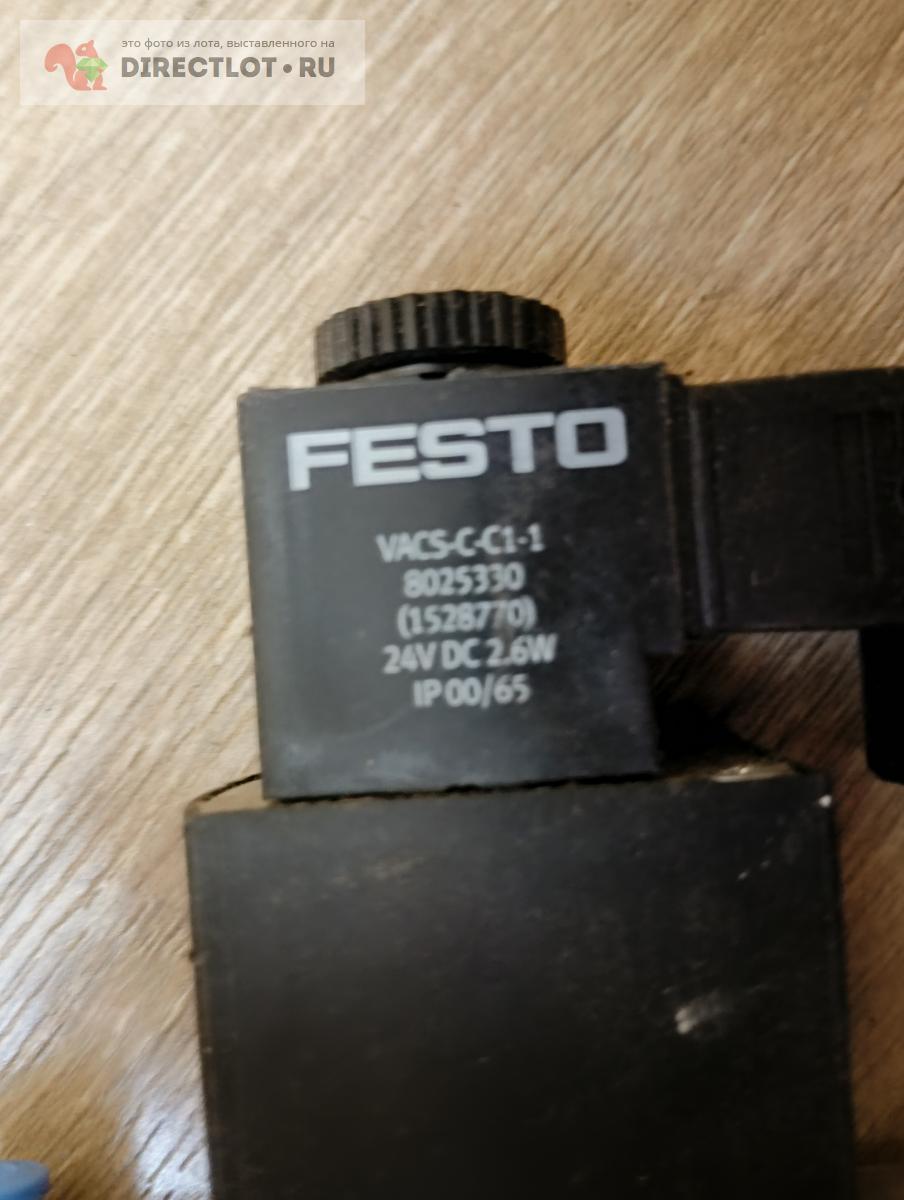 это фото из лота, выставленного на
DIRECTLOT•RU
FESTO
VACS-C-C1-1
8025330
(1528770)
24V DC 2.6W
IP 00/65